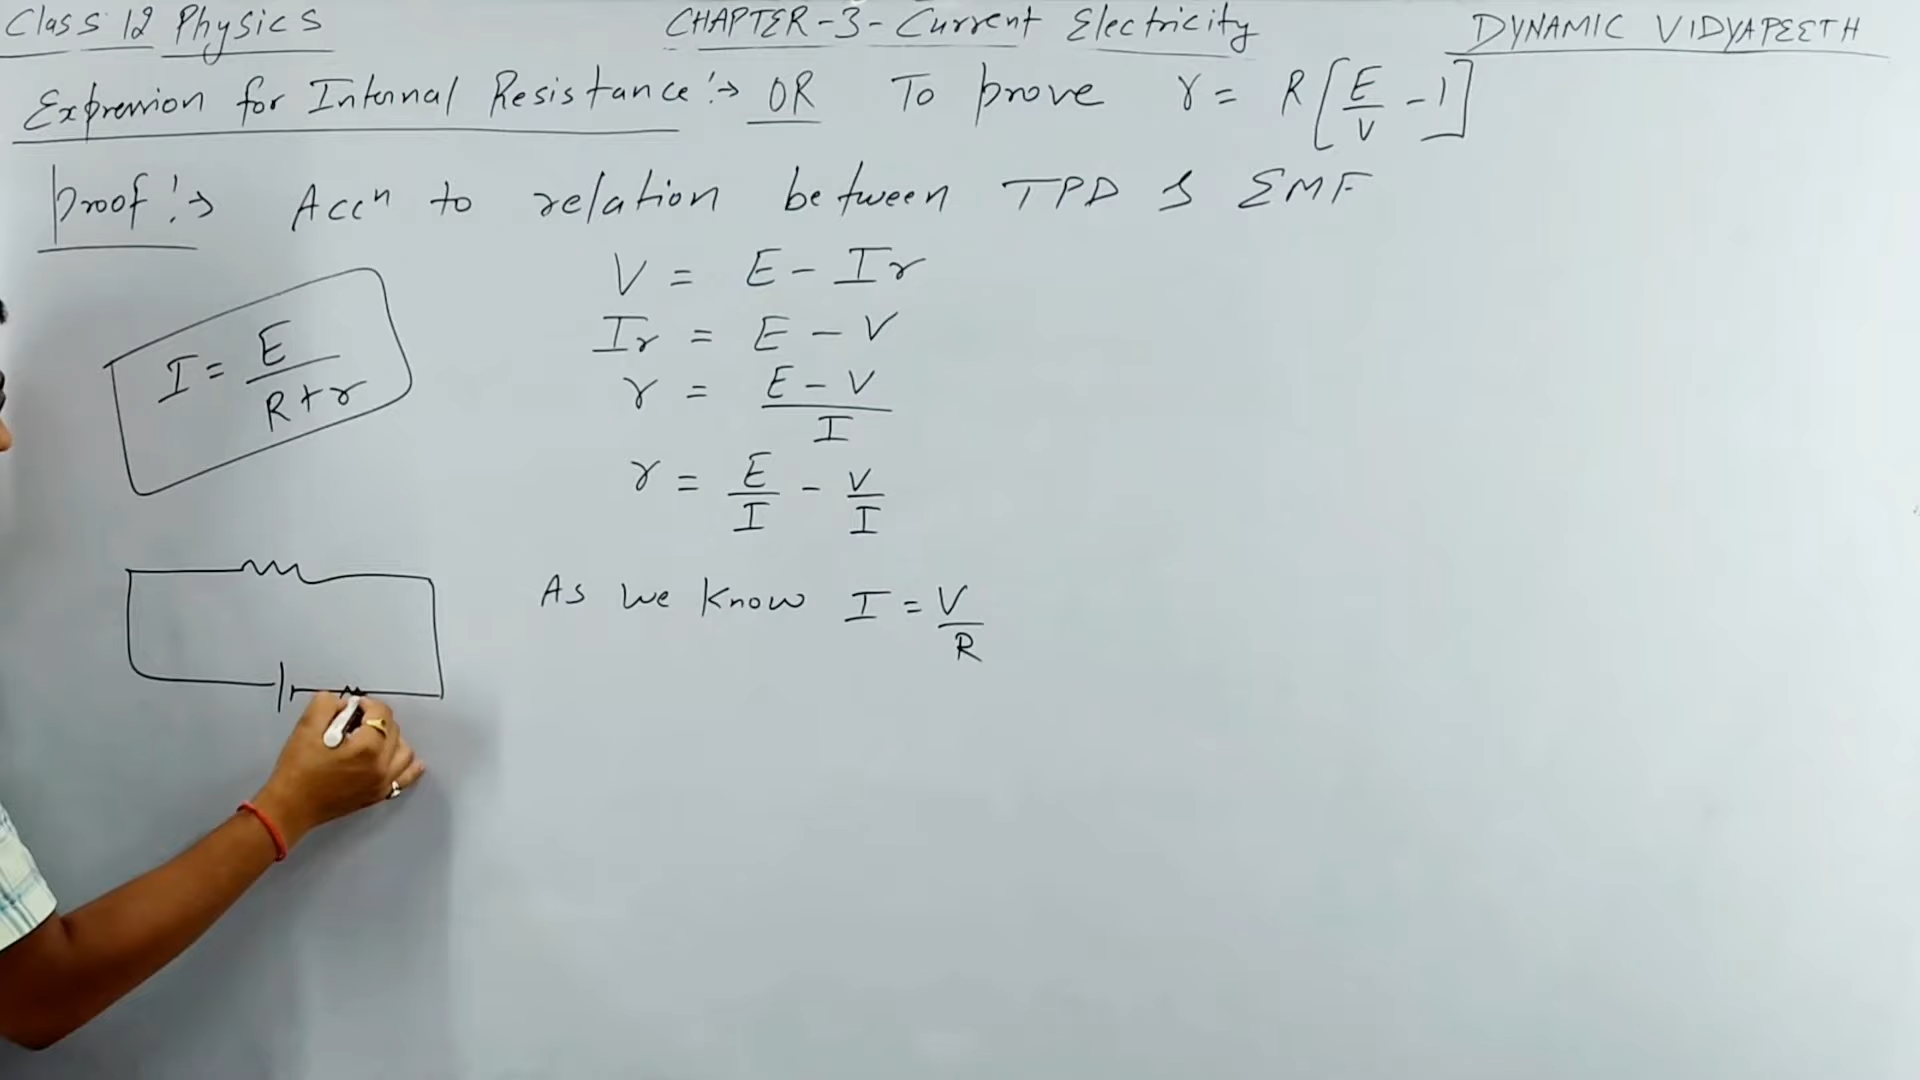 Class 12 Physics CHAPTER-3-Current Electricity DYNAMIC VIDYAPEETH
Expression for Internal Resistance :→ OR To prove r = R[E/V - 1]
Proof :→ Accⁿ to relation between TPD & EMF
V = E - Ir
Ir = E - V
r = (E - V)/I
r = E/I - V/I
I = E/(R+r)
As we know I = V/R